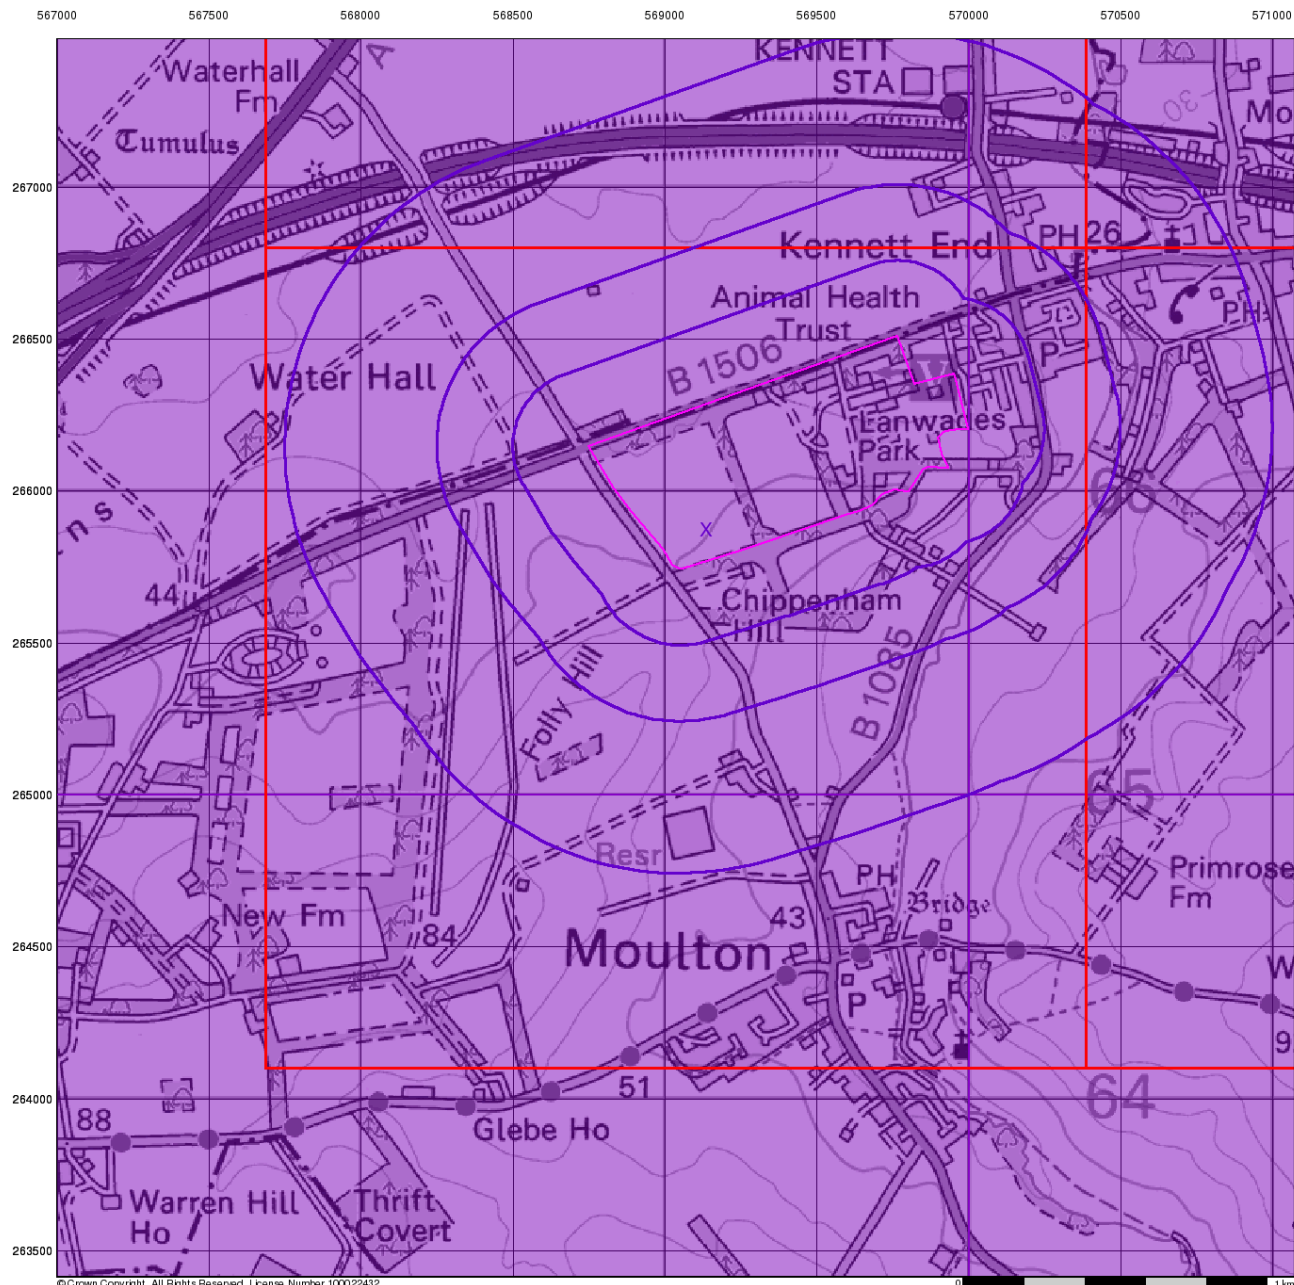 567000 567500 568000 568500 569000 569500 570000 570500 571000
KENNETT
STA
A
Waterhall
Fm
Tumulus
30
Mo
267000
PH 26
Kennett End
Animal Health
Trust
PH
266500
B 1506
P
Water Hall
Lanwades
Park
266000
66
ns
X
44
Chippenham
Hill
265500
B 1085
Folly Hill
265000
65
Resr
PH
Primrose
Fm
New Fm
43
Bridge
84
264500
Moulton
W
P
9
51
264000
64
88
Glebe Ho
Warren Hill
Ho
Thrift
Covert
263500
© Crown Copyright. All Rights Reserved. License Number 100022432
0 1 km